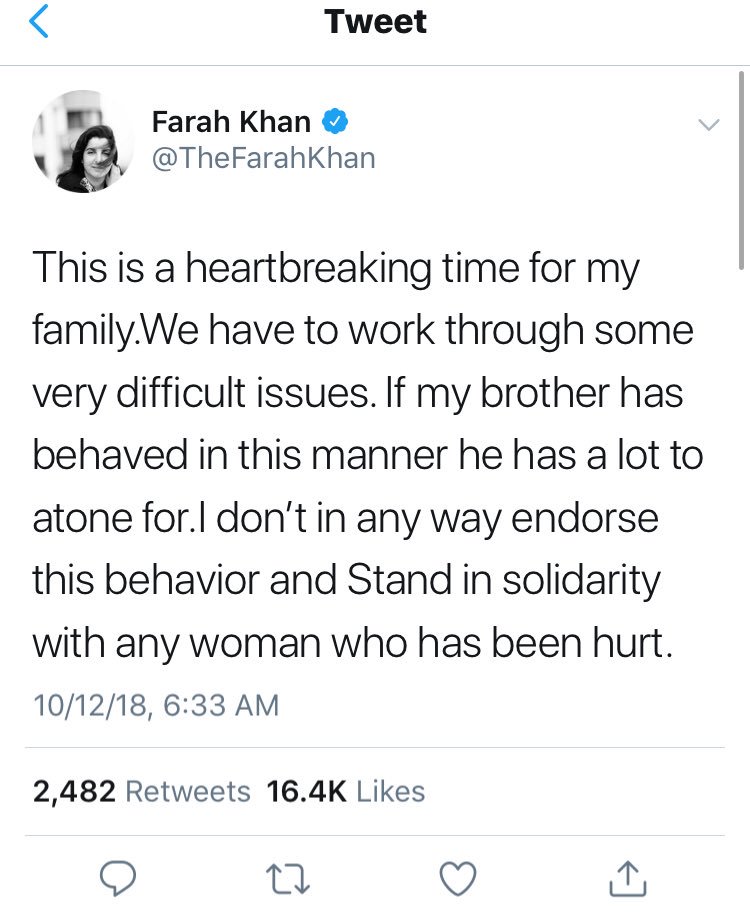 Tweet
Farah Khan
@TheFarahKhan
This is a heartbreaking time for my
family.We have to work through some
very difficult issues. If my brother has
behaved in this manner he has a lot to
atone for.I don’t in any way endorse
this behavior and Stand in solidarity
with any woman who has been hurt.
10/12/18, 6:33 AM
2,482 Retweets 16.4K Likes